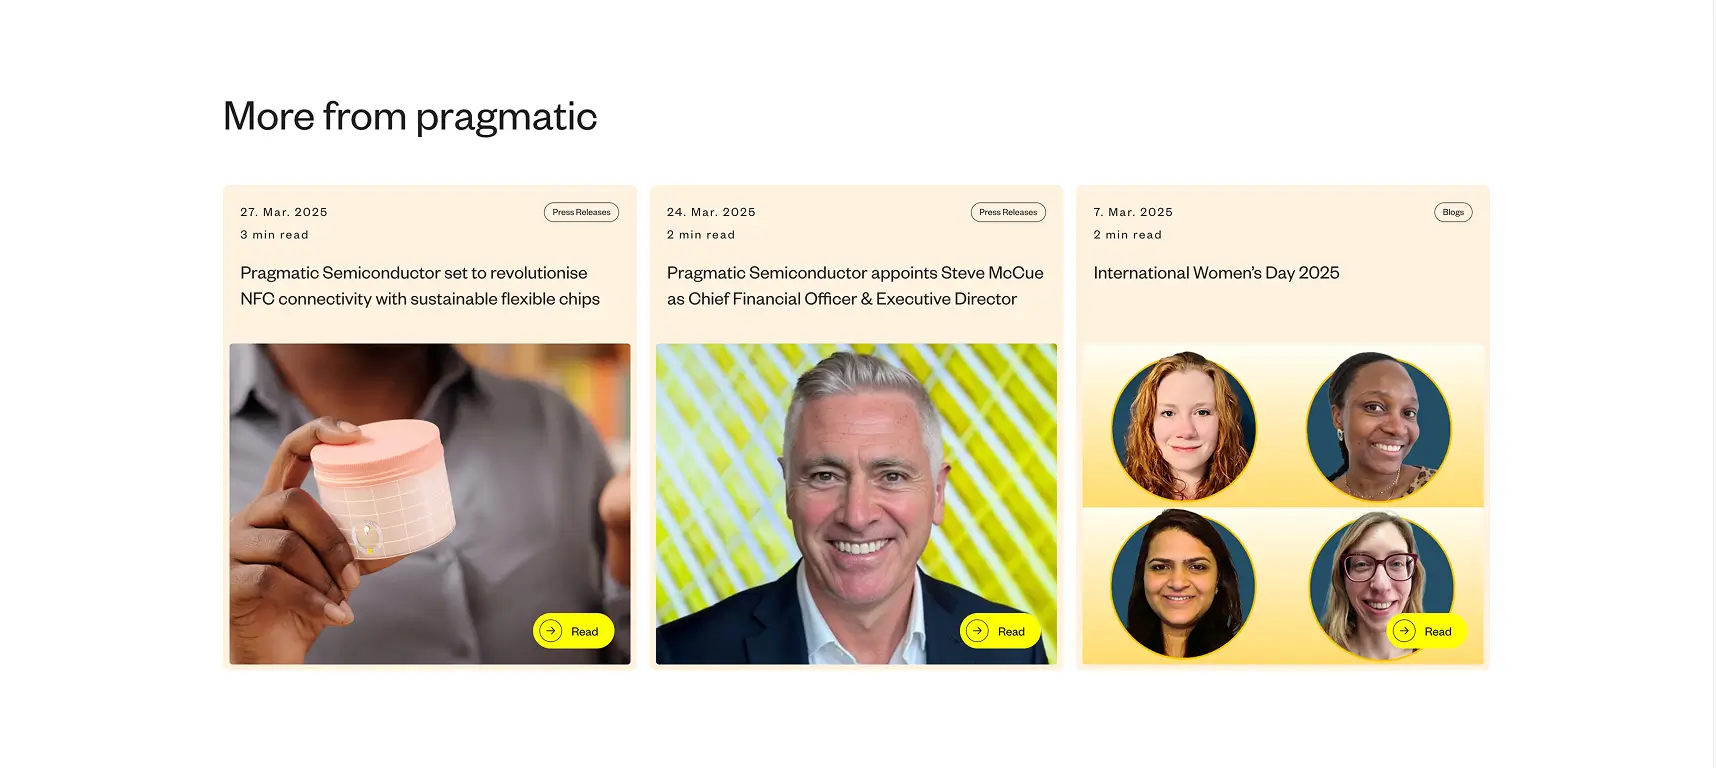 More from pragmatic
27. Mar. 2025
Press Releases
3 min read
Pragmatic Semiconductor set to revolutionise
NFC connectivity with sustainable flexible chips
Read
24. Mar. 2025
Press Releases
2 min read
Pragmatic Semiconductor appoints Steve McCue
as Chief Financial Officer & Executive Director
Read
7. Mar. 2025
Blogs
2 min read
International Women’s Day 2025
Read